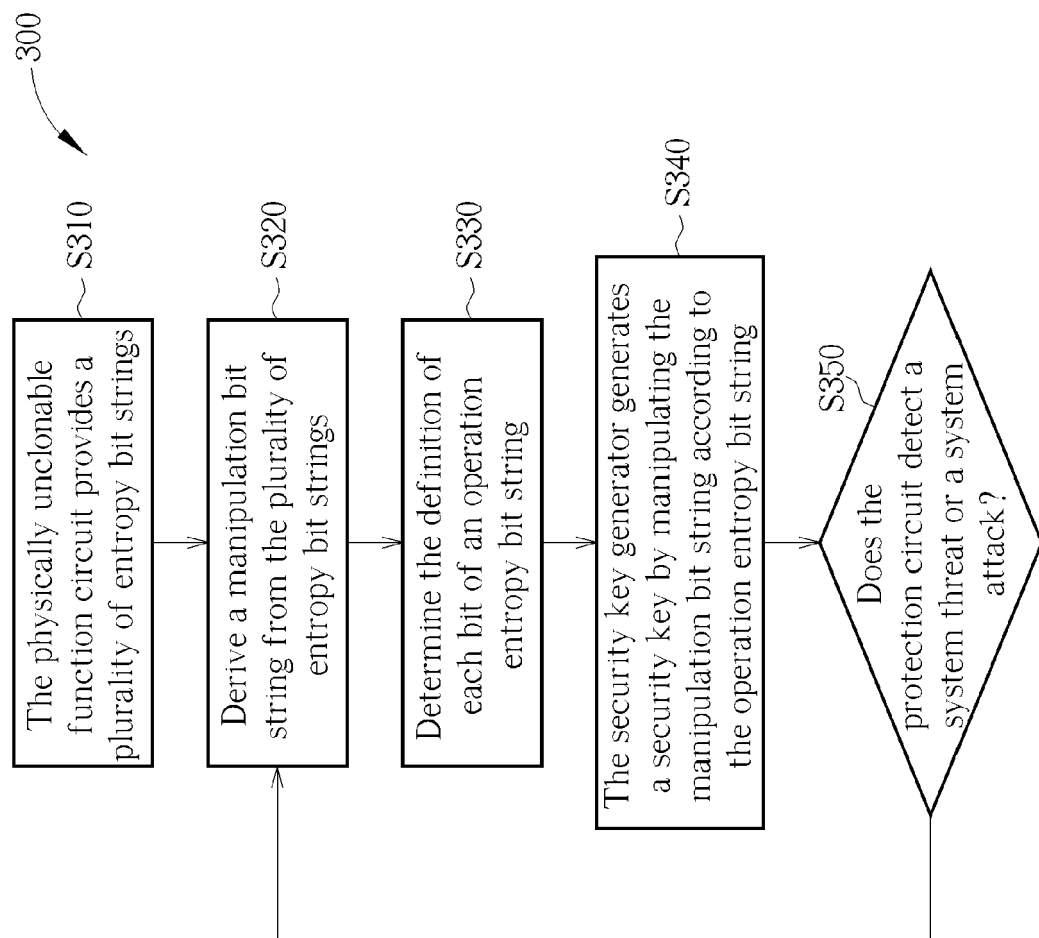 300
The physically unclonable
function circuit provides a
plurality of entropy bit strings
S310
Derive a manipulation bit
string from the plurality of
entropy bit strings
S320
Determine the definition of
each bit of an operation
entropy bit string
S330
The security key generator generates
a security key by manipulating the
manipulation bit string according to
the operation entropy bit string
S340
Does the
protection circuit detect a
system threat or a system
attack?
S350